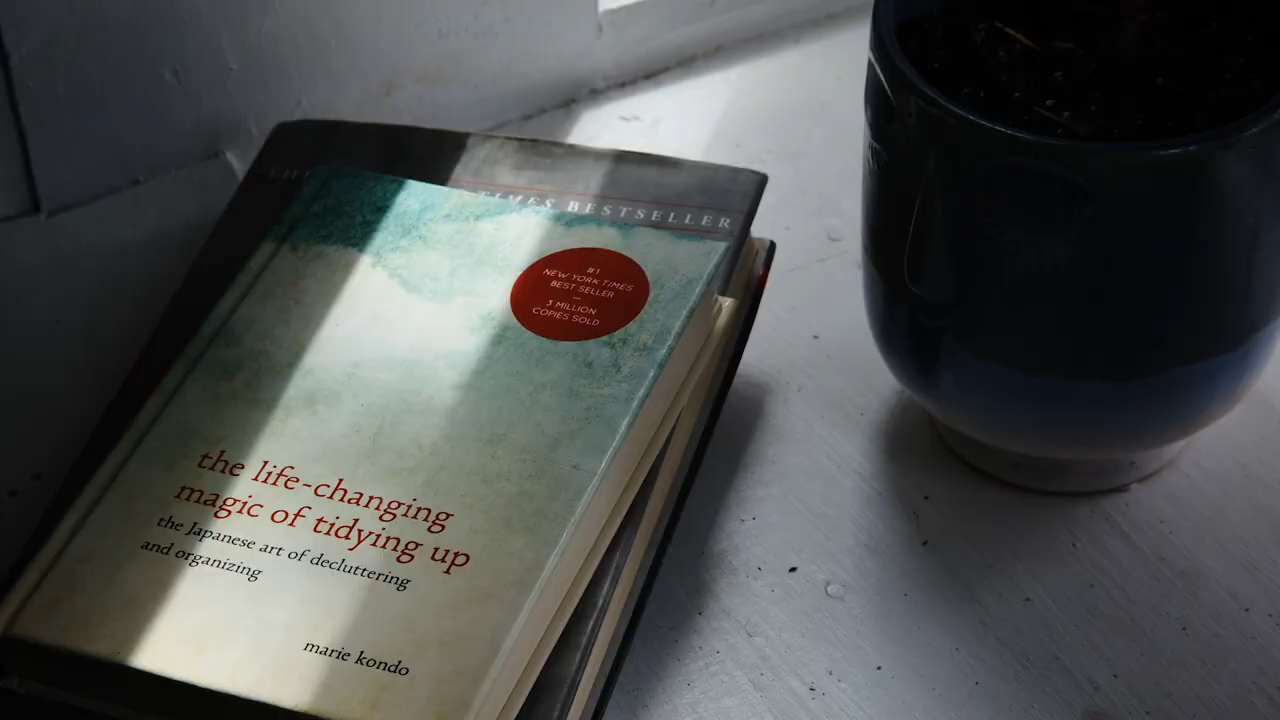 TIMES BESTSELLER
#1
NEW YORK TIMES
BEST SELLER
3 MILLION
COPIES SOLD
the life-changing
magic of tidying up
the Japanese art of decluttering
and organizing
marie kondo